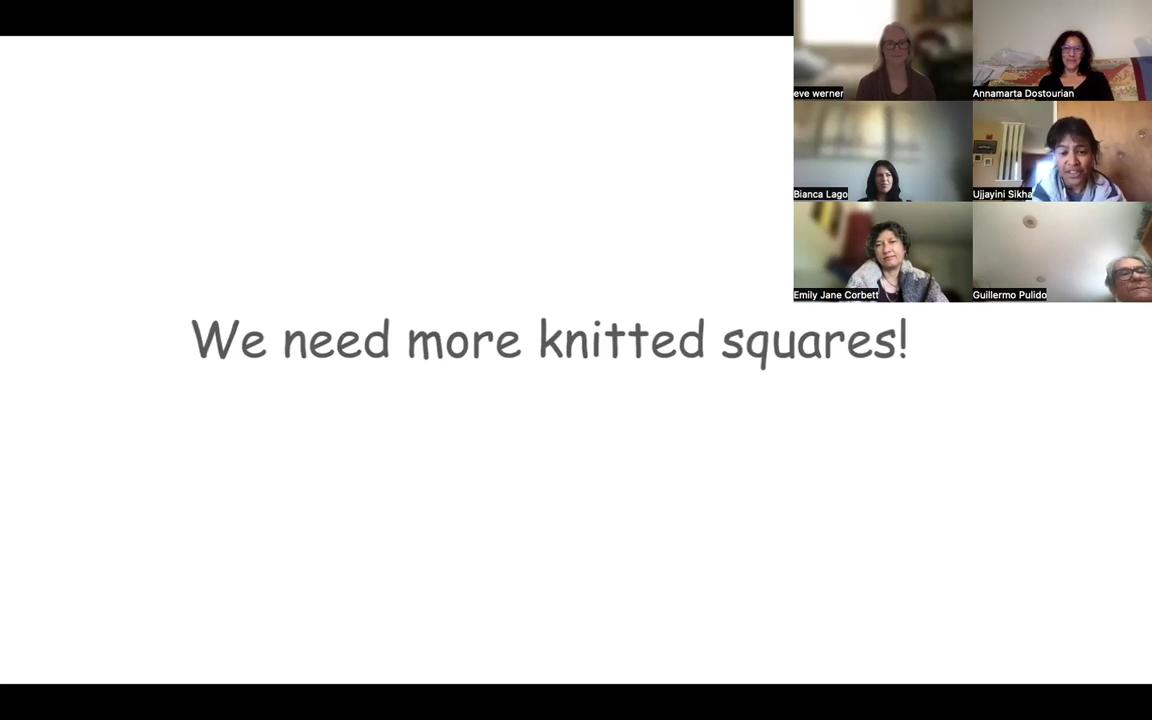 eve werner
Annamarta Dostourian
Bianca Lago
Ujjayini Sikha
Emily Jane Corbett
Guillermo Pulido
We need more knitted squares!